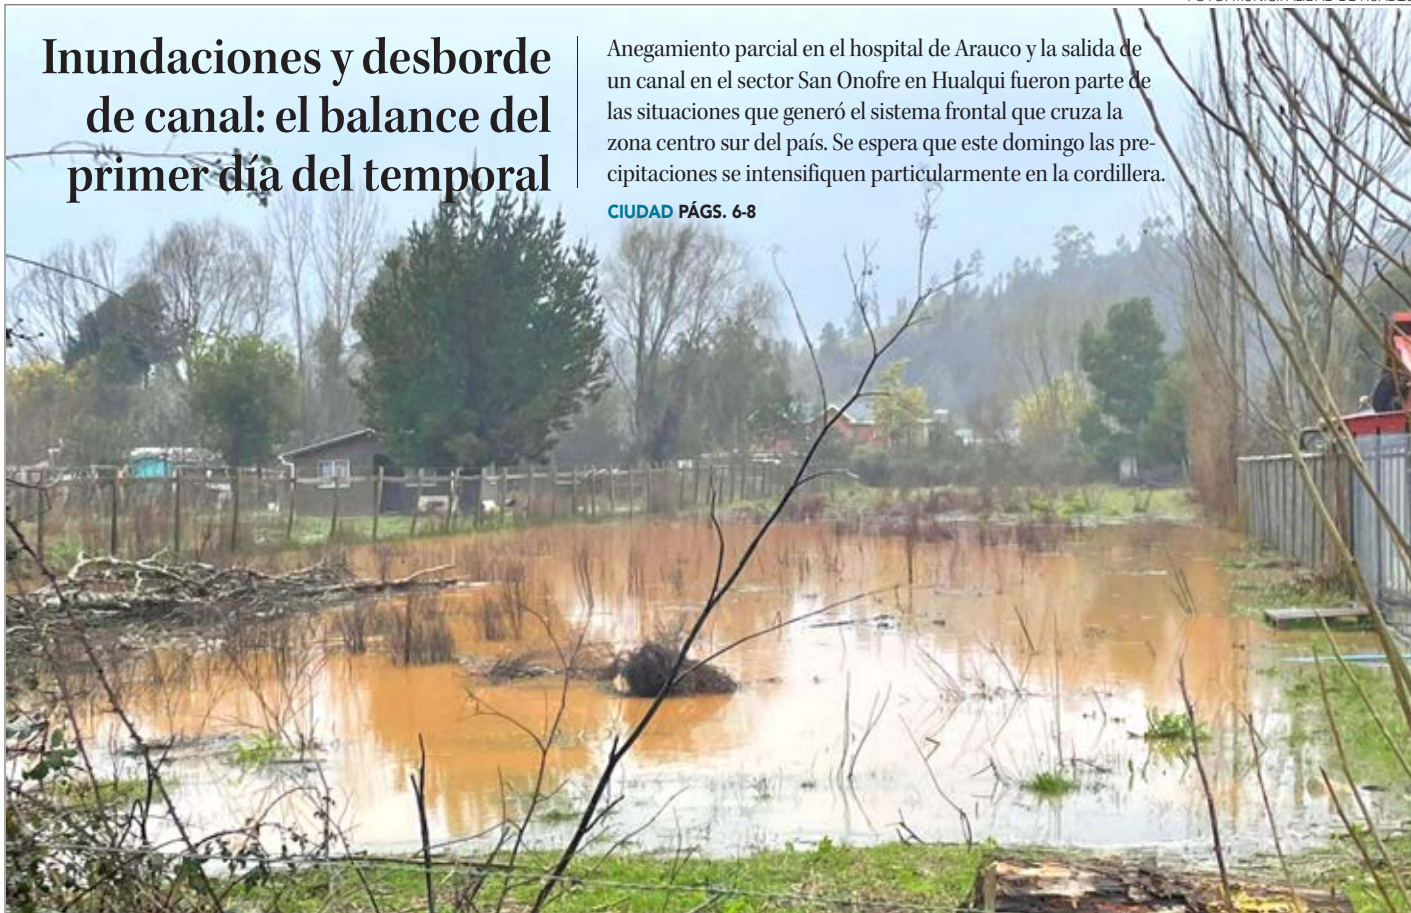 Inundaciones y desborde
de canal: el balance del
primer día del temporal
Anegamiento parcial en el hospital de Arauco y la salida de
un canal en el sector San Onofre en Hualqui fueron parte de
las situaciones que generó el sistema frontal que cruza la
zona centro sur del país. Se espera que este domingo las pre-
cipitaciones se intensifiquen particularmente en la cordillera.
CIUDAD PÁGS. 6-8